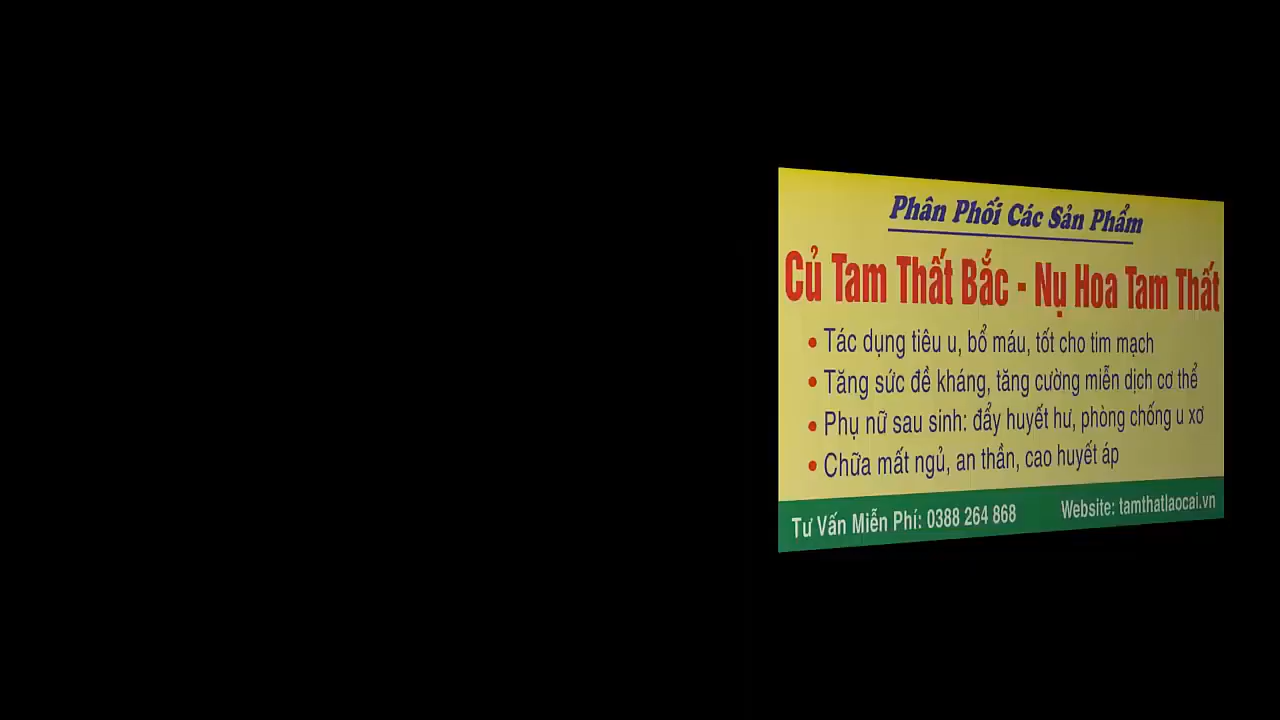 Phân Phối Các Sản Phẩm
Củ Tam Thất Bắc - Nụ Hoa Tam Thất
• Tác dụng tiêu u, bổ máu, tốt cho tim mạch
• Tăng sức đề kháng, tăng cường miễn dịch cơ thể
• Phụ nữ sau sinh: đẩy huyết hư, phòng chống u xơ
• Chữa mất ngủ, an thần, cao huyết áp
Tư Vấn Miễn Phí: 0388 264 868 Website: tamthatlaocai.vn